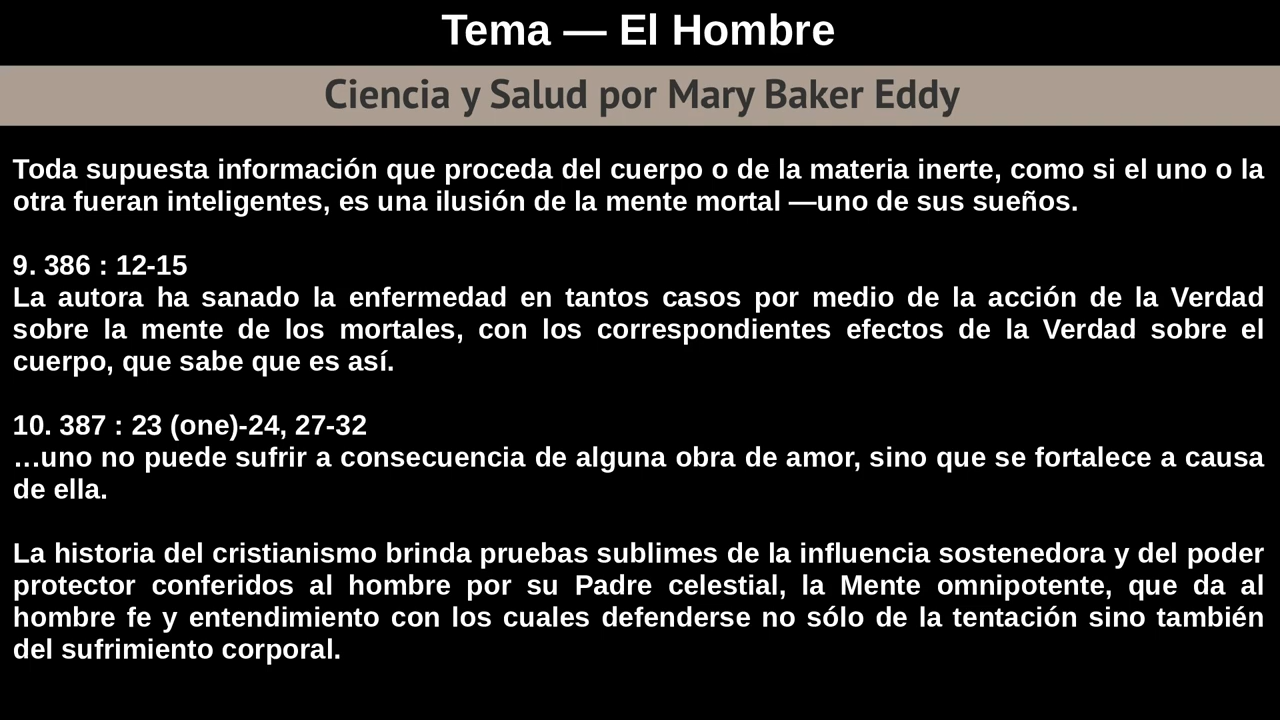 Tema — El Hombre
Ciencia y Salud por Mary Baker Eddy
Toda supuesta información que proceda del cuerpo o de la materia inerte, como si el uno o la
otra fueran inteligentes, es una ilusión de la mente mortal —uno de sus sueños.
9. 386 : 12-15
La autora ha sanado la enfermedad en tantos casos por medio de la acción de la Verdad
sobre la mente de los mortales, con los correspondientes efectos de la Verdad sobre el
cuerpo, que sabe que es así.
10. 387 : 23 (one)-24, 27-32
…uno no puede sufrir a consecuencia de alguna obra de amor, sino que se fortalece a causa
de ella.
La historia del cristianismo brinda pruebas sublimes de la influencia sostenedora y del poder
protector conferidos al hombre por su Padre celestial, la Mente omnipotente, que da al
hombre fe y entendimiento con los cuales defenderse no sólo de la tentación sino también
del sufrimiento corporal.